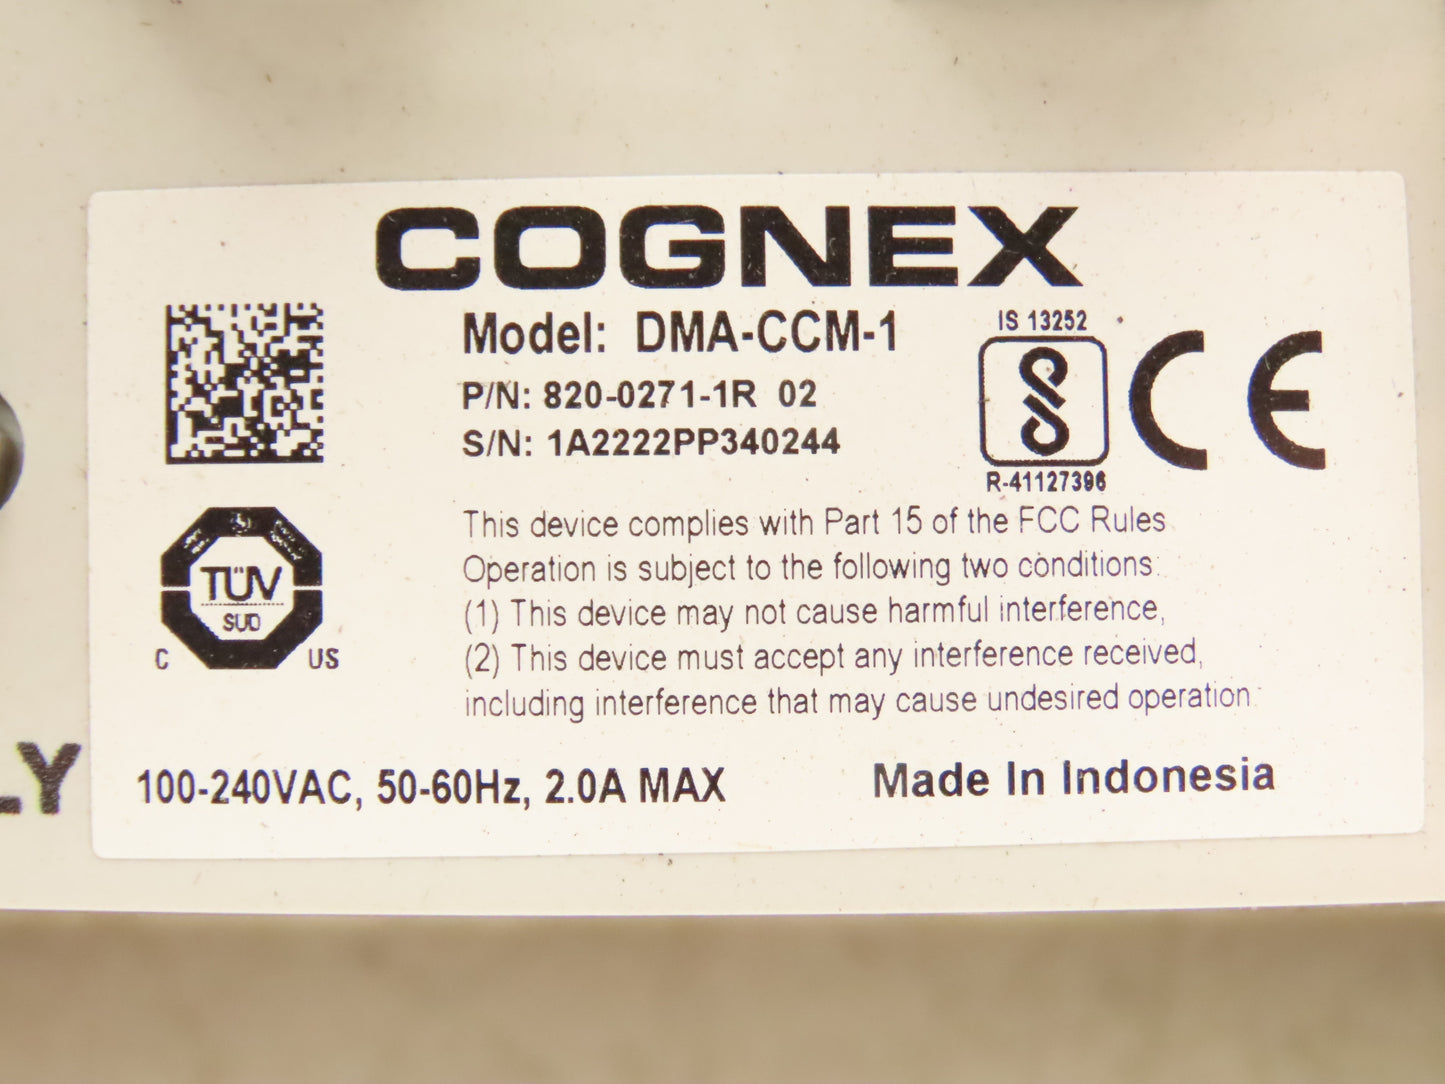 COGNEX
Model: DMA-CCM-1
P/N: 820-0271-1R 02
S/N: 1A2222PP340244
IS 13252
R-41127396
CE
TÜV
SUD
C US
This device complies with Part 15 of the FCC Rules
Operation is subject to the following two conditions:
(1) This device may not cause harmful interference,
(2) This device must accept any interference received,
including interference that may cause undesired operation.
LY
100-240VAC, 50-60Hz, 2.0A MAX
Made In Indonesia